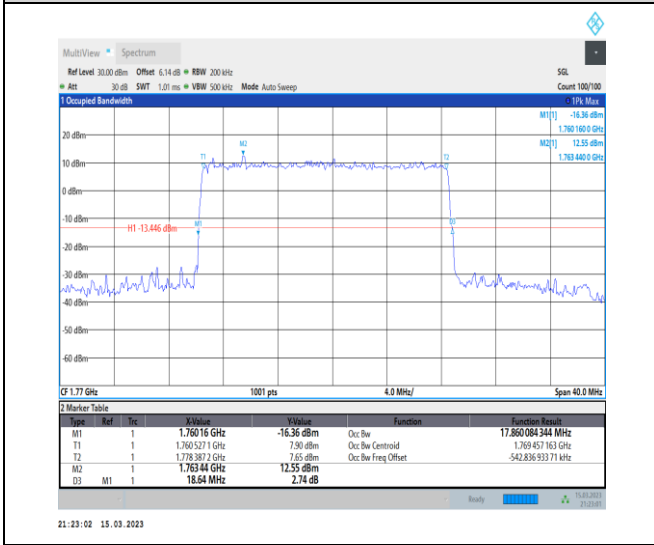 MultiView Spectrum
Ref Level 30.00 dBm Offset 6.14 dB RBW 200 kHz SGL
Att 30 dB SWT 1.01 ms VBW 500 kHz Mode Auto Sweep Count 100/100
1 Occupied Bandwidth 1Pk Max
M1[1] -16.36 dBm
1.760 160 0 GHz
20 dBm M2 M2[1] 12.55 dBm
1.763 440 0 GHz
10 dBm T1 T2
0 dBm
-10 dBm
H1 -13.446 dBm M1 D3
-20 dBm
-30 dBm
-40 dBm
-50 dBm
-60 dBm
CF 1.77 GHz 1001 pts 4.0 MHz/ Span 40.0 MHz
2 Marker Table
Type Ref Trc X-Value Y-Value Function Function Result
M1 1 1.76016 GHz -16.36 dBm Occ Bw 17.860 084 344 MHz
T1 1 1.760 527 1 GHz 7.90 dBm Occ Bw Centroid 1.769 457 163 GHz
T2 1 1.778 387 2 GHz 7.65 dBm Occ Bw Freq Offset -542.836 933 71 kHz
M2 1 1.763 44 GHz 12.55 dBm
D3 M1 1 18.64 MHz 2.74 dB
Ready 15.03.2023
21:23:01
21:23:02 15.03.2023